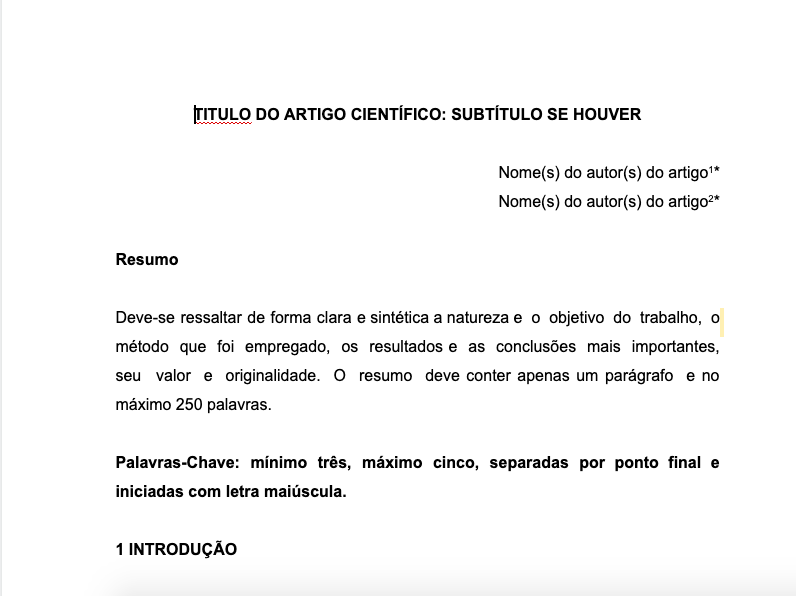 TITULO DO ARTIGO CIENTÍFICO: SUBTÍTULO SE HOUVER
Nome(s) do autor(s) do artigo¹*
Nome(s) do autor(s) do artigo²*
Resumo
Deve-se ressaltar de forma clara e sintética a natureza e o objetivo do trabalho, o
método que foi empregado, os resultados e as conclusões mais importantes,
seu valor e originalidade. O resumo deve conter apenas um parágrafo e no
máximo 250 palavras.
Palavras-Chave: mínimo três, máximo cinco, separadas por ponto final e
iniciadas com letra maiúscula.
1 INTRODUÇÃO